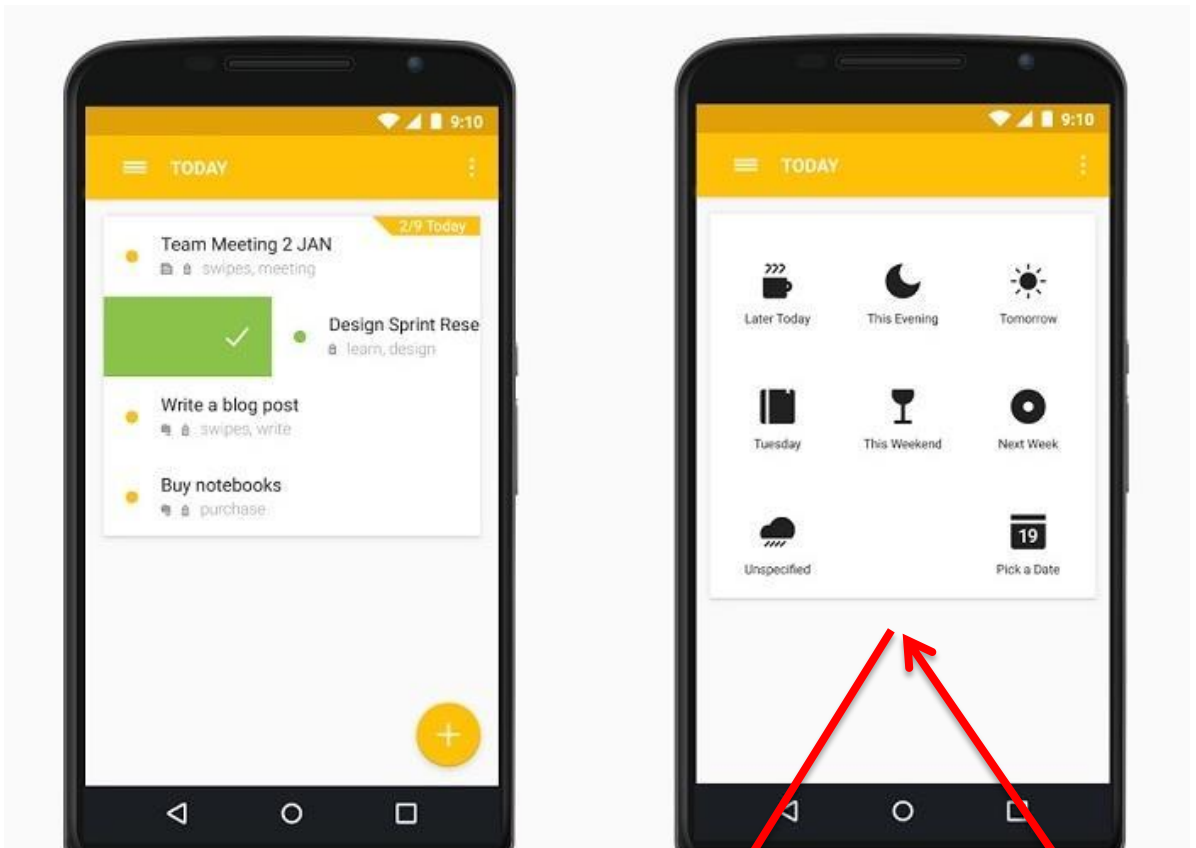 9:10
TODAY
2/9 Today
Team Meeting 2 JAN
swipes, meeting
Design Sprint Rese
learn, design
Write a blog post
swipes, write
Buy notebooks
purchase
9:10
TODAY
Later Today
This Evening
Tomorrow
Tuesday
This Weekend
Next Week
19
Unspecified
Pick a Date